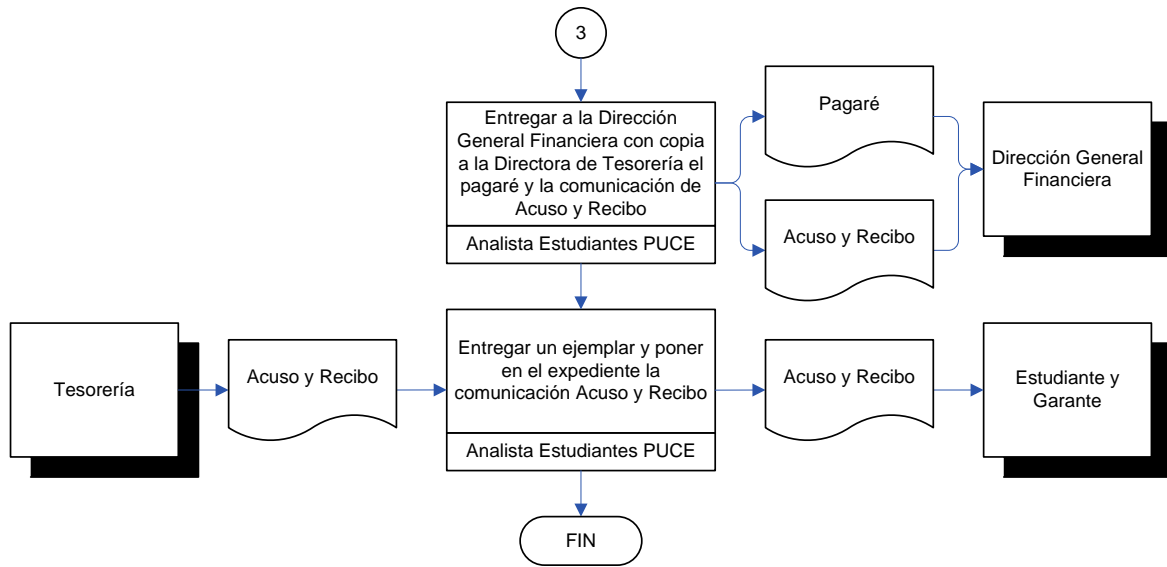 3
Entregar a la Dirección
General Financiera con copia
a la Directora de Tesorería el
pagaré y la comunicación de
Acuso y Recibo
Analista Estudiantes PUCE
Pagaré
Acuso y Recibo
Dirección General
Financiera
Tesorería
Acuso y Recibo
Entregar un ejemplar y poner
en el expediente la
comunicación Acuso y Recibo
Analista Estudiantes PUCE
Acuso y Recibo
Estudiante y
Garante
FIN